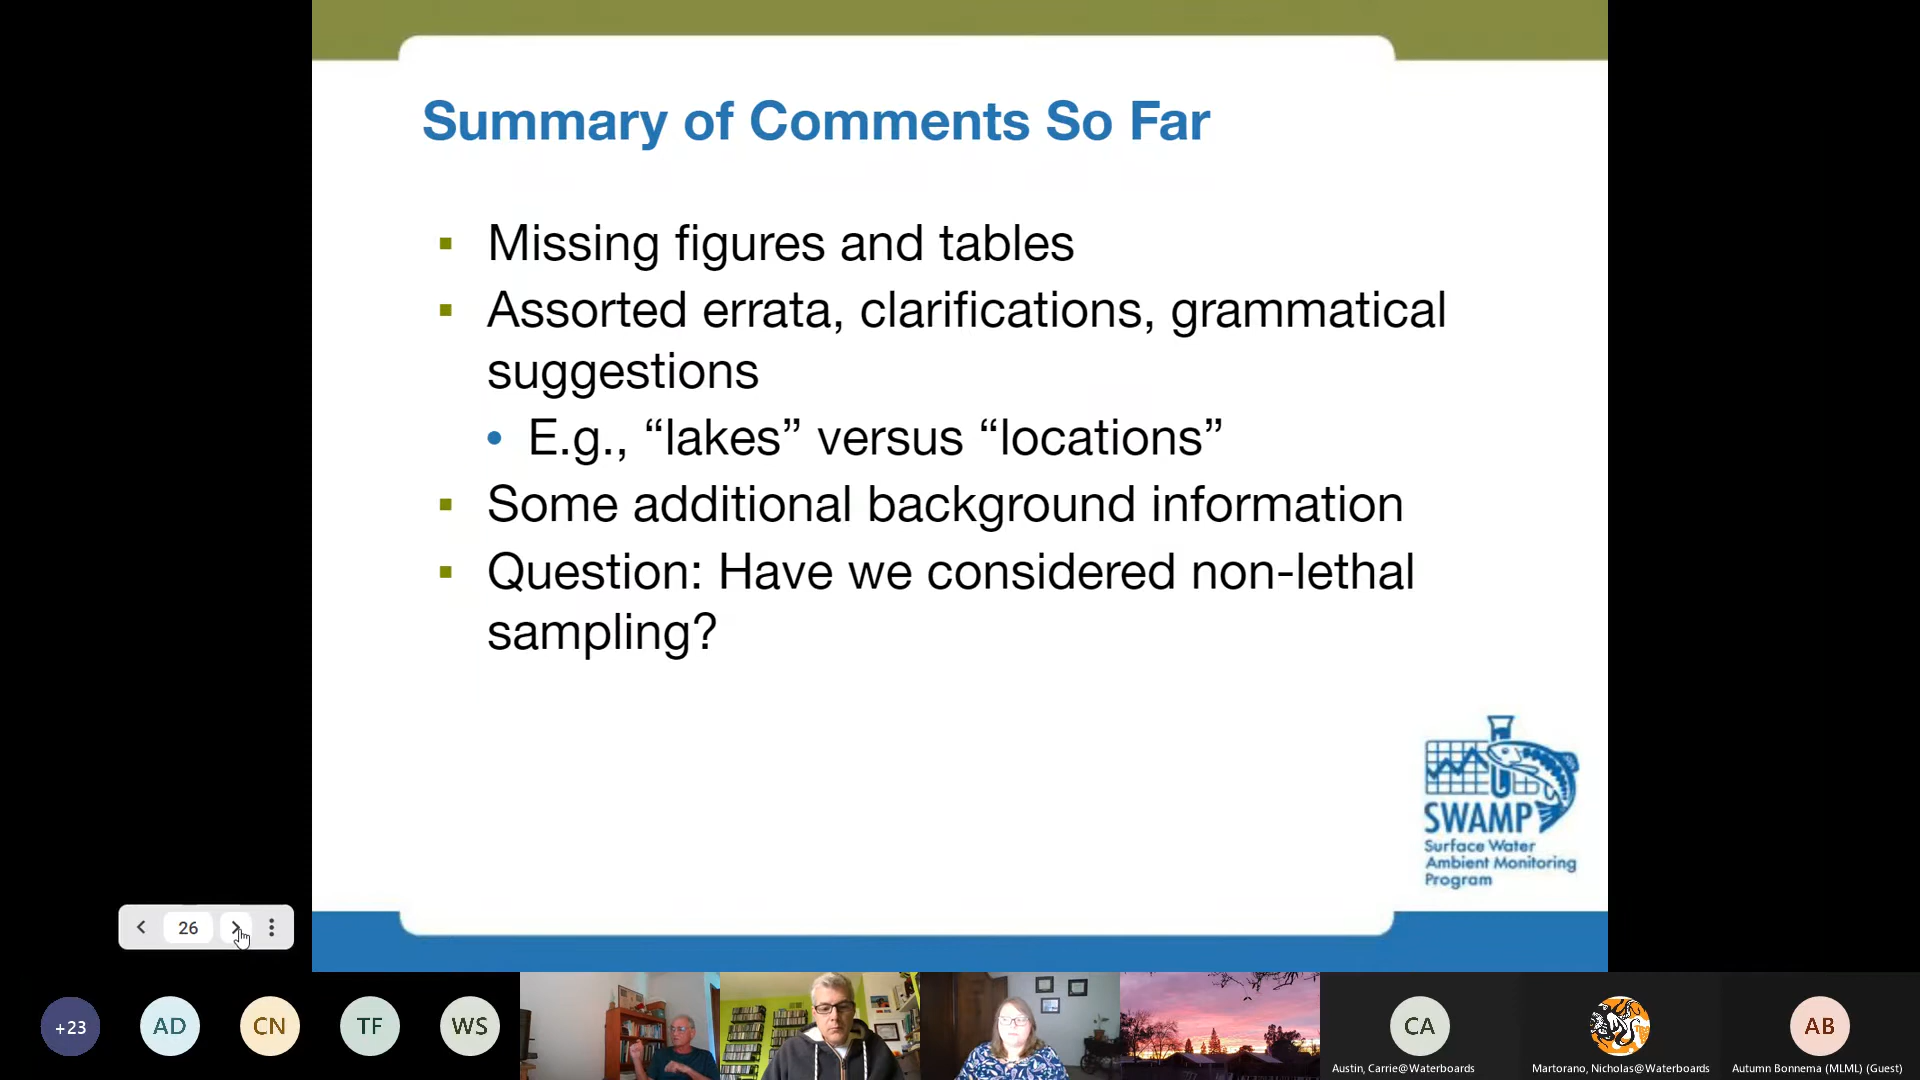 Summary of Comments So Far
Missing figures and tables
Assorted errata, clarifications, grammatical
suggestions
E.g., “lakes” versus “locations”
Some additional background information
Question: Have we considered non-lethal
sampling?
SWAMP
Surface Water
Ambient Monitoring
Program
26
+23
AD
CN
TF
WS
CA
AB
Austin, Carrie@Waterboards
Martorano, Nicholas@Waterboards
Autumn Bonnema (MLML) (Guest)